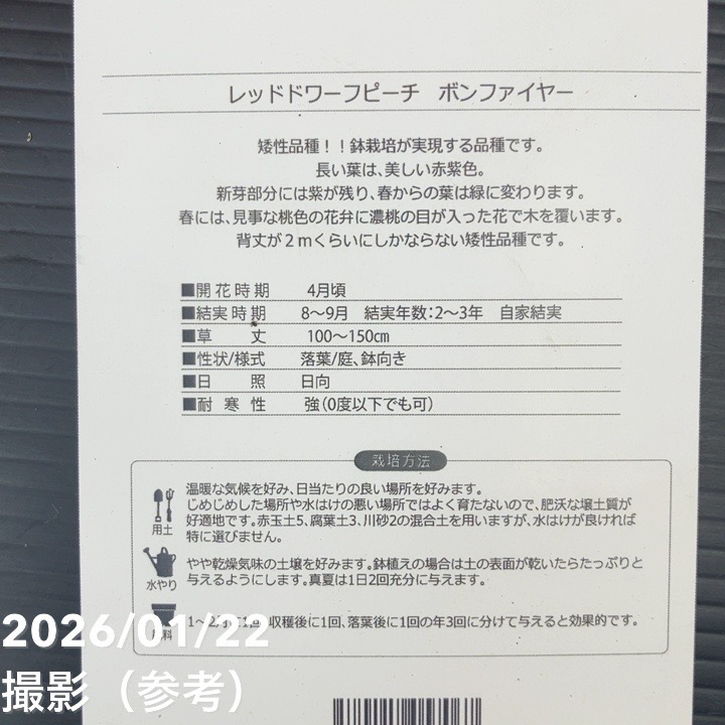 レッドドワーフピーチ ボンファイヤー
矮性品種！！鉢栽培が実現する品種です。
長い葉は、美しい赤紫色。
新芽部分には紫が残り、春からの葉は緑に変わります。
春には、見事な桃色の花弁に濃桃の目が入った花で木を覆います。
背丈が2mくらいにしかならない矮性品種です。
■開花時期 4月頃
■結実時期 8〜9月 結実年数：2〜3年 自家結実
■草丈 100〜150㎝
■性状/様式 落葉/庭、鉢向き
■日照 日向
■耐寒性 強（0度以下でも可）
栽培方法
温暖な気候を好み、日当たりの良い場所を好みます。
じめじめした場所や水はけの悪い場所ではよく育たないので、肥沃な壌土質が
好適地です。赤玉土5、腐葉土3、川砂2の混合土を用いますが、水はけが良ければ
特に選びません。
用土
やや乾燥気味の土壌を好みます。鉢植えの場合は土の表面が乾いたらたっぷりと
与えるようにします。真夏は1日2回充分に与えます。
水やり
1〜2月に1回、収穫後に1回、落葉後に1回の年3回に分けて与えると効果的です。
料
2026/01/22
撮影（参考）